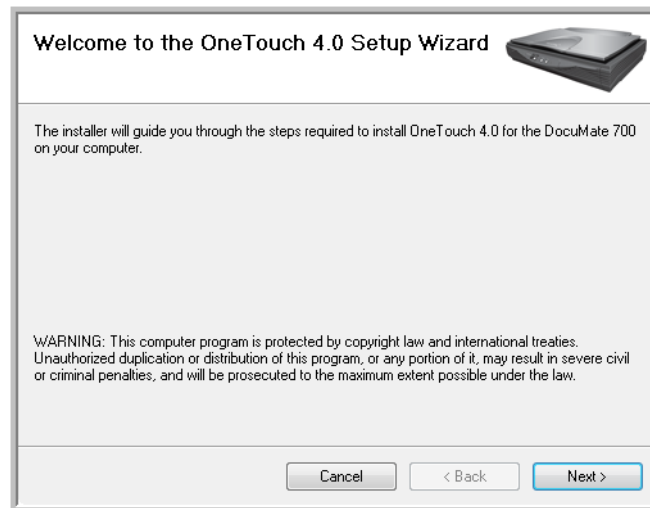 Welcome to the OneTouch 4.0 Setup Wizard
The installer will guide you through the steps required to install OneTouch 4.0 for the DocuMate 700
on your computer.
WARNING: This computer program is protected by copyright law and international treaties.
Unauthorized duplication or distribution of this program, or any portion of it, may result in severe civil
or criminal penalties, and will be prosecuted to the maximum extent possible under the law.
Cancel < Back Next >